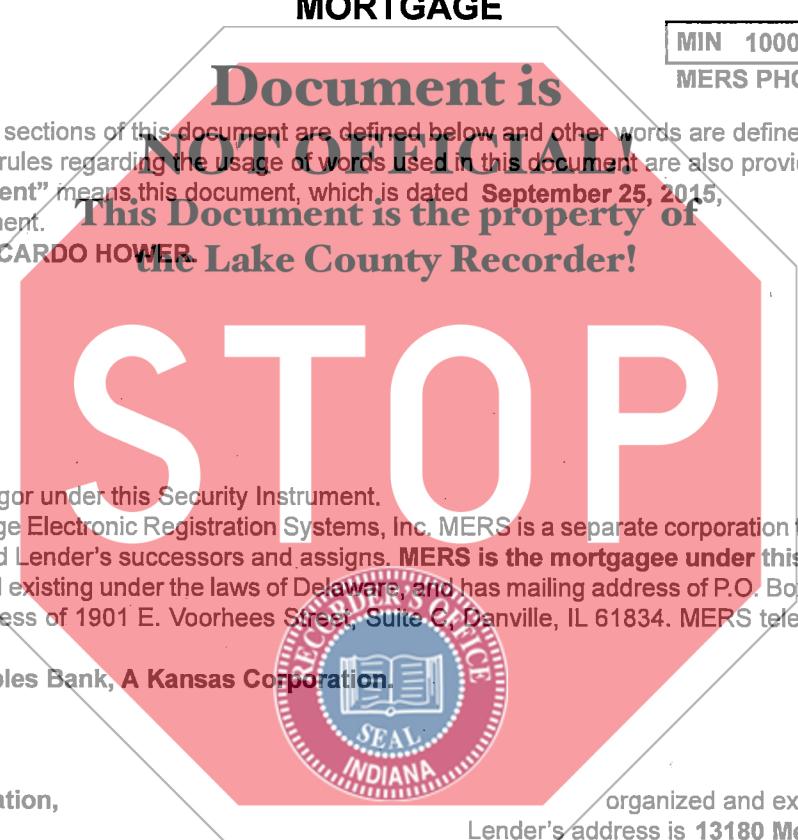 MORTGAGE
MIN 1000
MERS PHO
Document is
sections of this document are defined below and other words are define
NOT OFFICIAL!
rules regarding the usage of words used in this document are also provi
ent” means this document, which is dated September 25, 2015,
This Document is the property of
ment.
CARDO HOWER.
the Lake County Recorder!
STOP
gor under this Security Instrument.
ge Electronic Registration Systems, Inc. MERS is a separate corporation
d Lender's successors and assigns. MERS is the mortgagee under this
d existing under the laws of Delaware, and has mailing address of P.O. Bo
ess of 1901 E. Voorhees Street, Suite C, Danville, IL 61834. MERS tele
RECORDER'S OFFICE
ples Bank, A Kansas Corporation.
SEAL
INDIANA
ation,
organized and ex
Lender's address is 13180 M